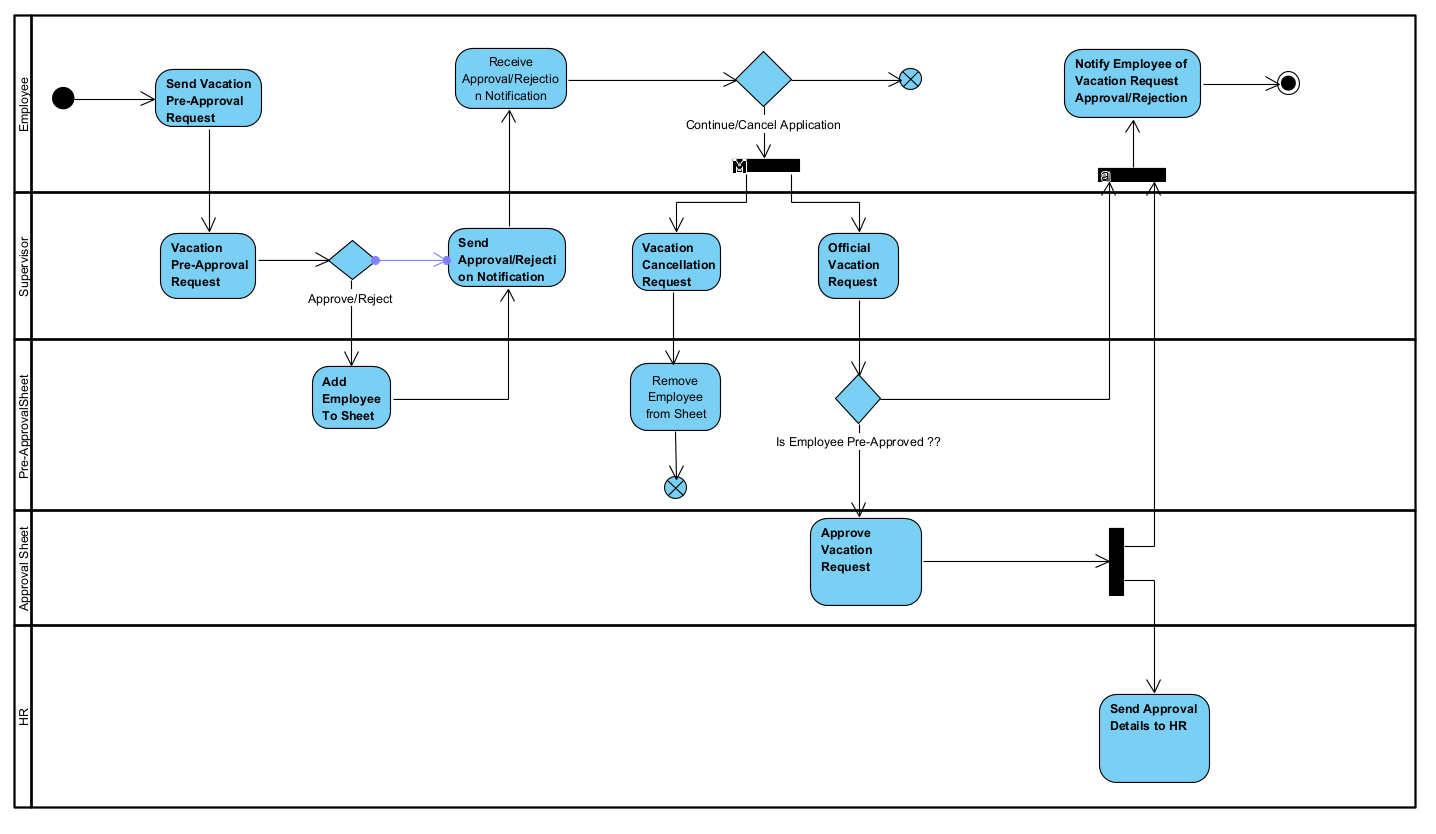 Employee
Send Vacation
Pre-Approval
Request
Receive
Approval/Rejectio
n Notification
Continue/Cancel Application
Notify Employee of
Vacation Request
Approval/Rejection
Supervisor
Vacation
Pre-Approval
Request
Approve/Reject
Send
Approval/Rejecti
on Notification
Vacation
Cancellation
Request
Official
Vacation
Request
Pre-ApprovalSheet
Add
Employee
To Sheet
Remove
Employee
from Sheet
Is Employee Pre-Approved ??
Approval Sheet
Approve
Vacation
Request
HR
Send Approval
Details to HR